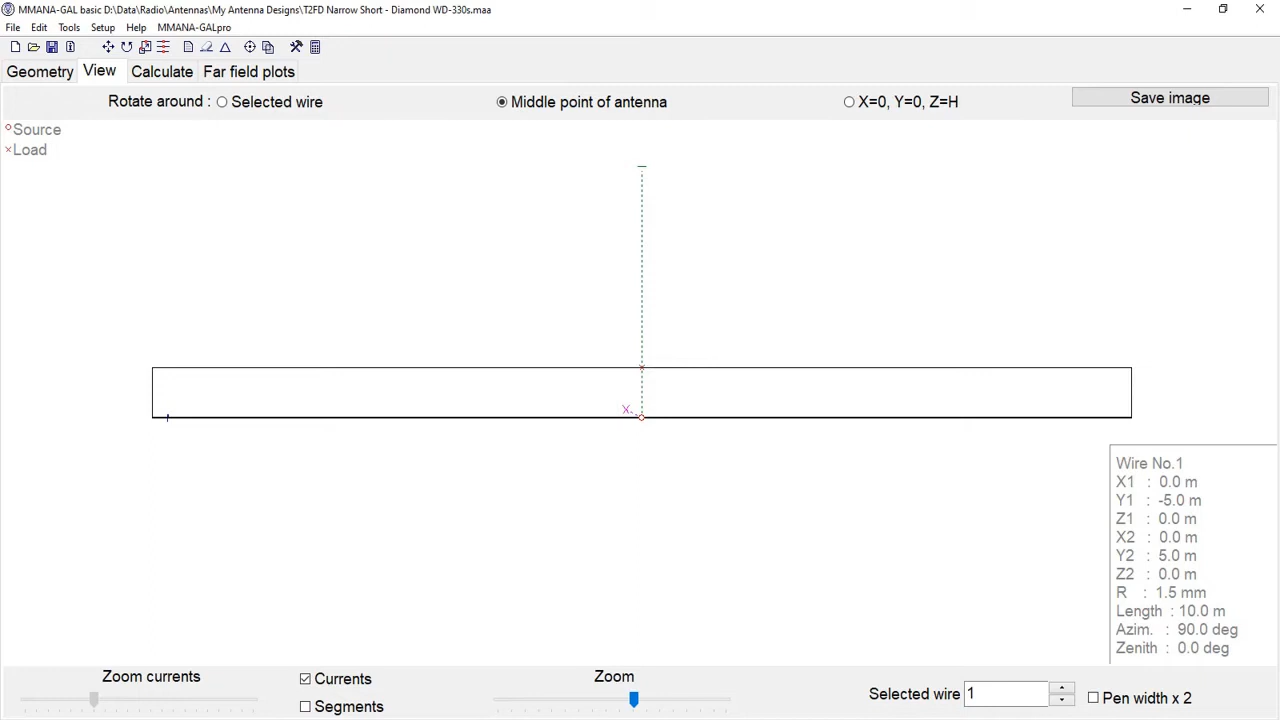 MMANA-GAL basic D:\Data\Radio\Antennas\My Antenna Designs\T2FD Narrow Short - Diamond WD-330s.maa
File Edit Tools Setup Help MMANA-GALpro
Geometry View Calculate Far field plots
Rotate around : Selected wire Middle point of antenna X=0, Y=0, Z=H Save image
Source
Load
X
Wire No.1
X1 : 0.0 m
Y1 : -5.0 m
Z1 : 0.0 m
X2 : 0.0 m
Y2 : 5.0 m
Z2 : 0.0 m
R : 1.5 mm
Length : 10.0 m
Azim. : 90.0 deg
Zenith : 0.0 deg
Zoom currents Currents Zoom
Segments Selected wire 1 Pen width x 2